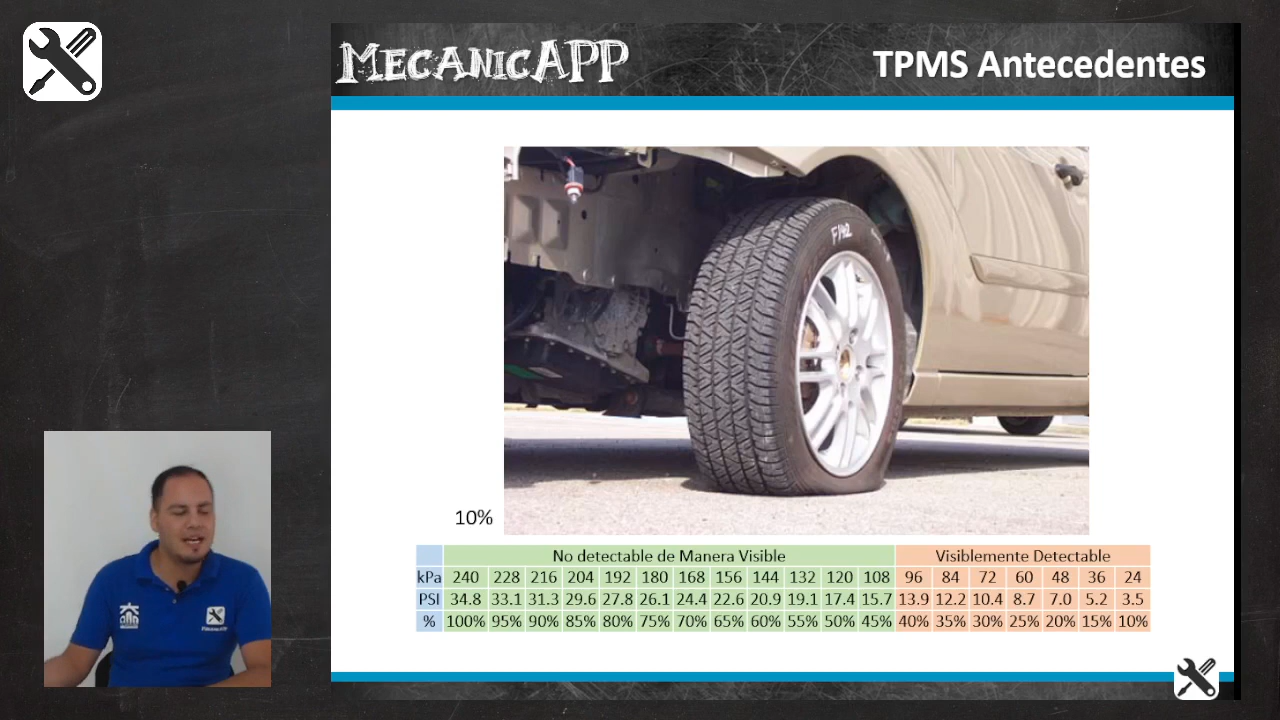 MECANICAPP
TPMS Antecedentes
F142
10%
No detectable de Manera Visible Visiblemente Detectable
kPa 240 228 216 204 192 180 168 156 144 132 120 108 96 84 72 60 48 36 24
PSI 34.8 33.1 31.3 29.6 27.8 26.1 24.4 22.6 20.9 19.1 17.4 15.7 13.9 12.2 10.4 8.7 7.0 5.2 3.5
% 100% 95% 90% 85% 80% 75% 70% 65% 60% 55% 50% 45% 40% 35% 30% 25% 20% 15% 10%